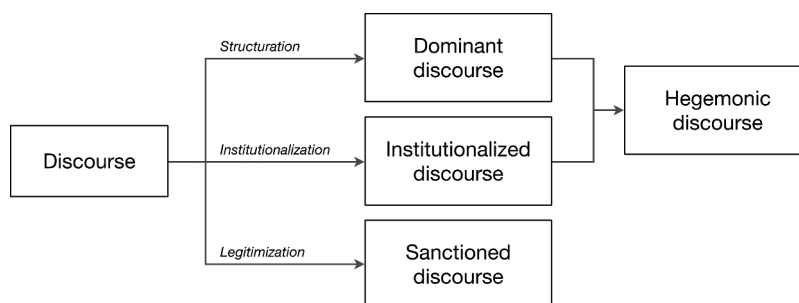 Structuration
Dominant
discourse
Hegemonic
discourse
Discourse
Institutionalization
Institutionalized
discourse
Legitimization
Sanctioned
discourse